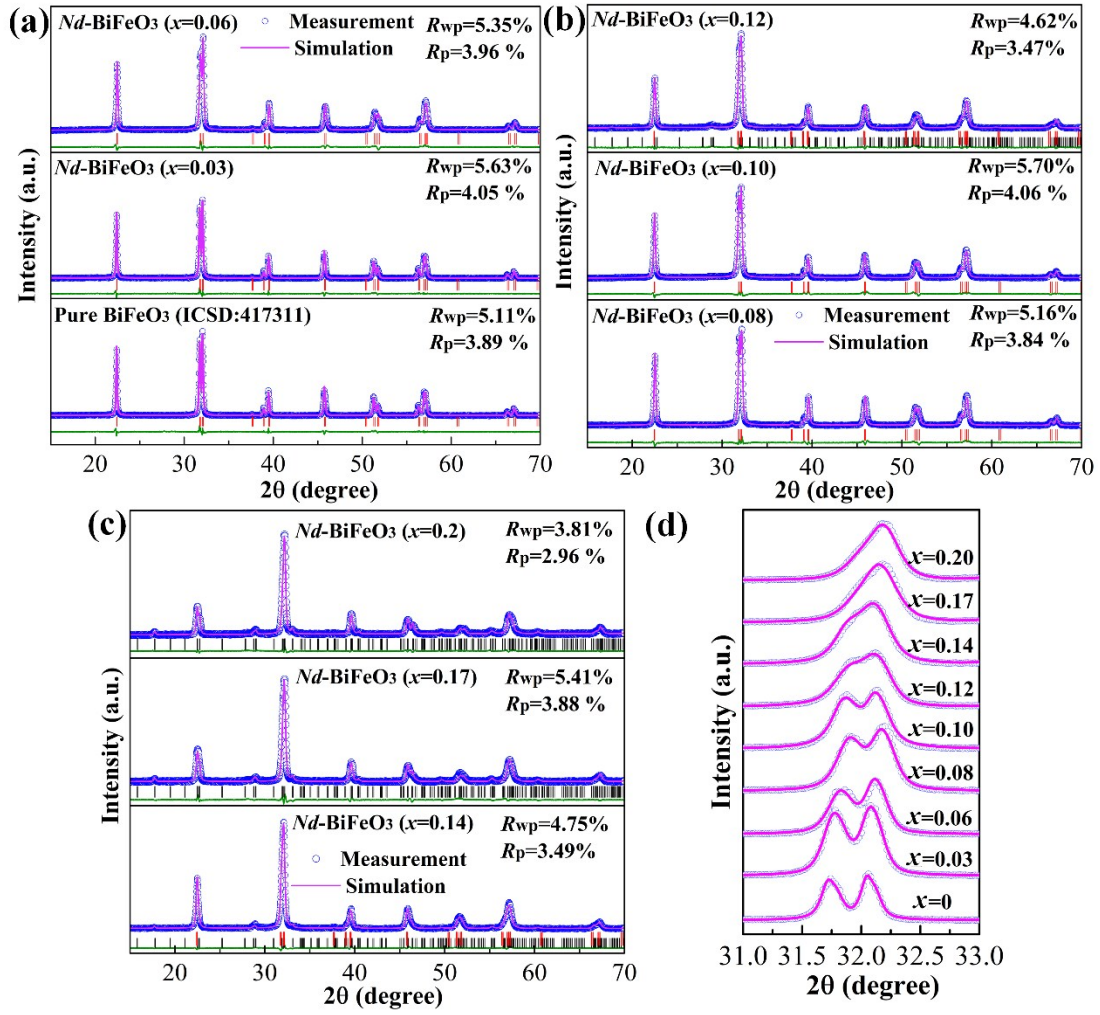 (a)
Nd-BiFeO3 (x=0.06)
Measurement
Simulation
Rwp=5.35%
Rp=3.96 %
Nd-BiFeO3 (x=0.03)
Rwp=5.63%
Rp=4.05 %
Pure BiFeO3 (ICSD:417311)
Rwp=5.11%
Rp=3.89 %
Intensity (a.u.)
20 30 40 50 60 70
2θ (degree)
(b)
Nd-BiFeO3 (x=0.12)
Rwp=4.62%
Rp=3.47%
Nd-BiFeO3 (x=0.10)
Rwp=5.70%
Rp=4.06 %
Nd-BiFeO3 (x=0.08)
Measurement
Simulation
Rwp=5.16%
Rp=3.84 %
Intensity (a.u.)
20 30 40 50 60 70
2θ (degree)
(c)
Nd-BiFeO3 (x=0.2)
Rwp=3.81%
Rp=2.96 %
Nd-BiFeO3 (x=0.17)
Rwp=5.41%
Rp=3.88 %
Nd-BiFeO3 (x=0.14)
Measurement
Simulation
Rwp=4.75%
Rp=3.49%
Intensity (a.u.)
20 30 40 50 60 70
2θ (degree)
(d)
x=0.20
x=0.17
x=0.14
x=0.12
x=0.10
x=0.08
x=0.06
x=0.03
x=0
Intensity (a.u.)
31.0 31.5 32.0 32.5 33.0
2θ (degree)